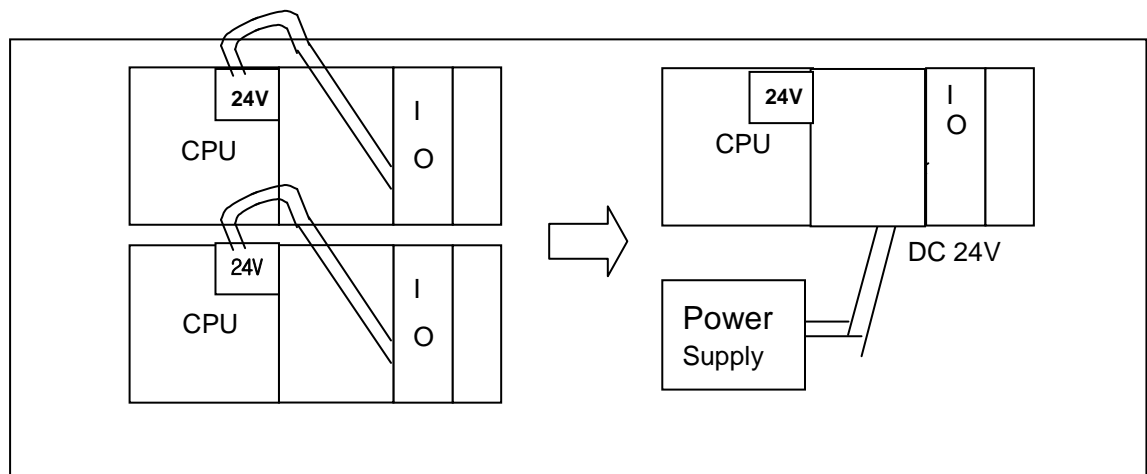 24V
I
O
CPU
24V
I
O
CPU
24V
I
O
CPU
DC 24V
Power
Supply